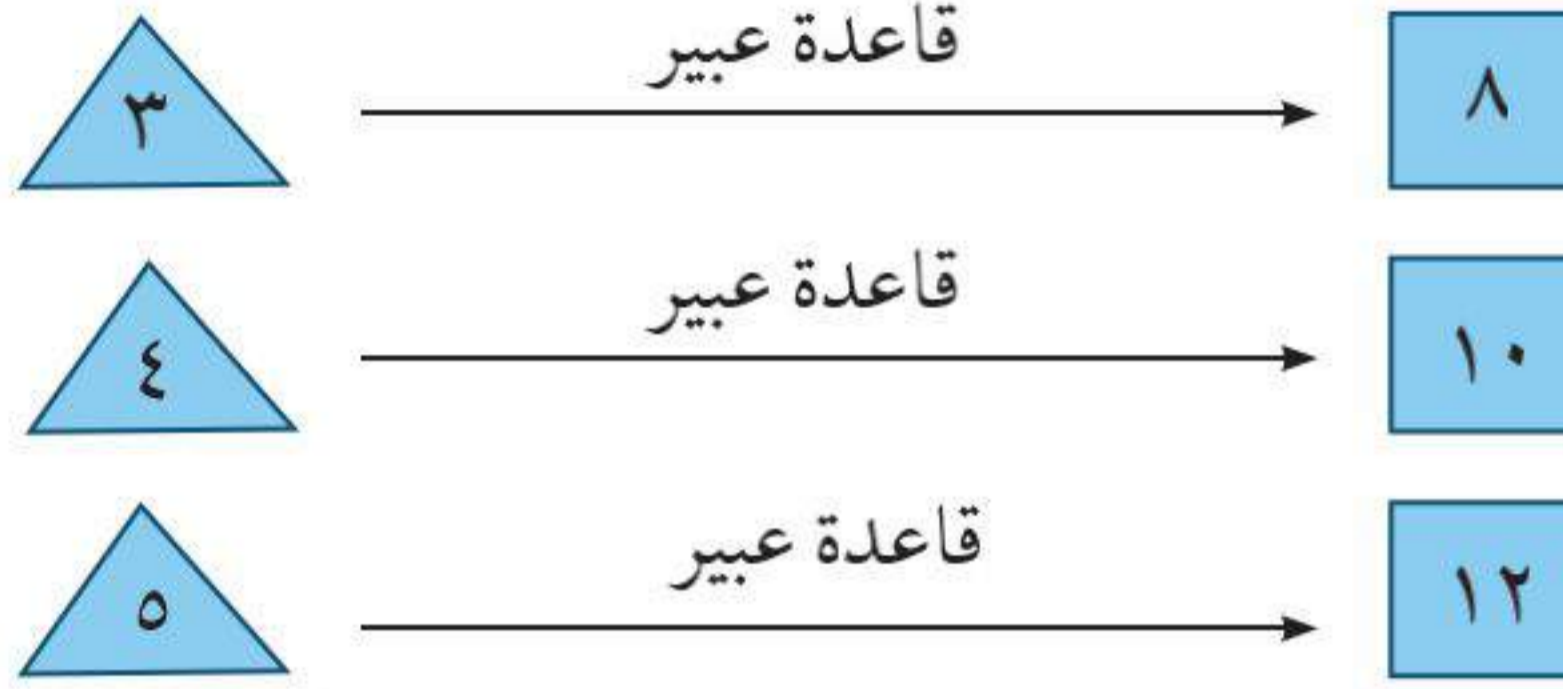 قاعدة عبير
٣ ٨
قاعدة عبير
٤ ١٠
قاعدة عبير
٥ ١٢